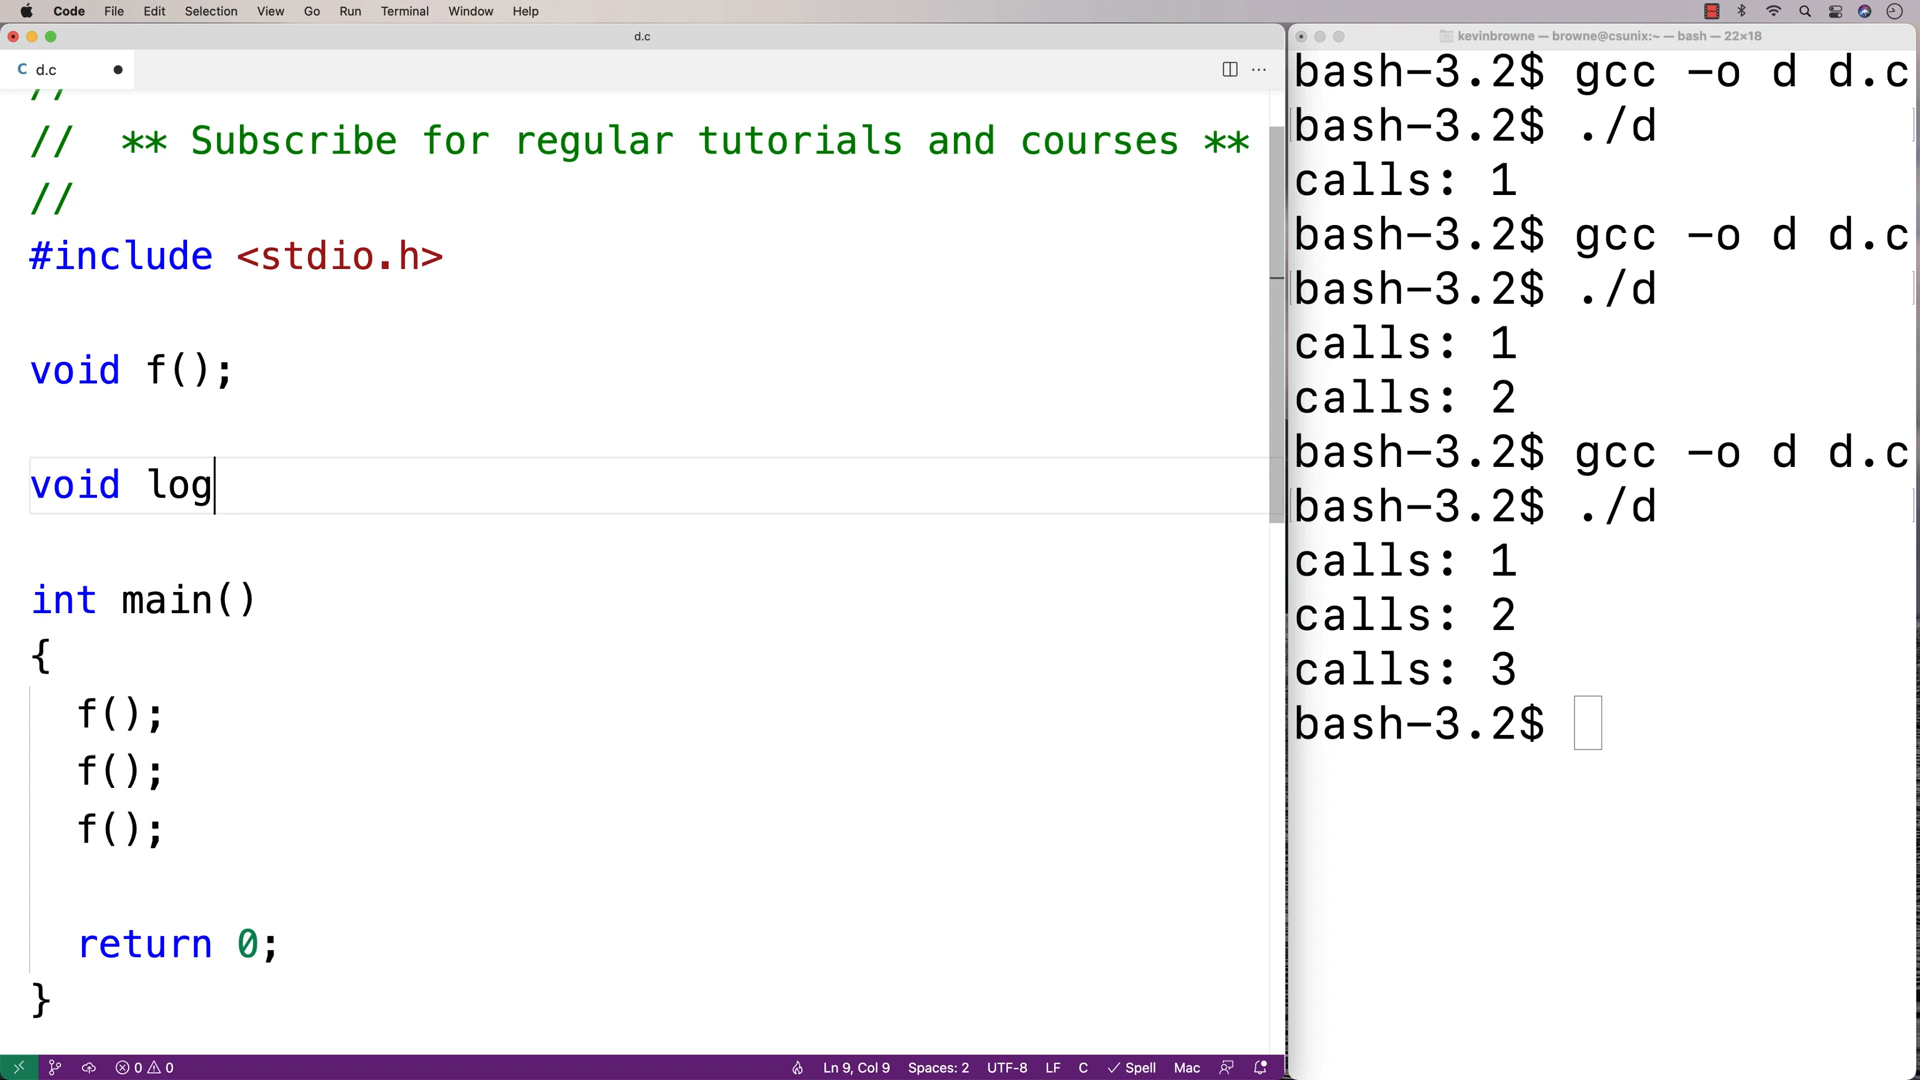 Code File Edit Selection View Go Run Terminal Window Help
d.c
C d.c
//
// ** Subscribe for regular tutorials and courses **
//
#include <stdio.h>
void f();
void log
int main()
{
f();
f();
f();
return 0;
}
0 0
Ln 9, Col 9 Spaces: 2 UTF-8 LF C Spell Mac
kevinbrowne — browne@csunix:~ — bash — 22×18
bash-3.2$ gcc -o d d.c
bash-3.2$ ./d
calls: 1
bash-3.2$ gcc -o d d.c
bash-3.2$ ./d
calls: 1
calls: 2
bash-3.2$ gcc -o d d.c
bash-3.2$ ./d
calls: 1
calls: 2
calls: 3
bash-3.2$